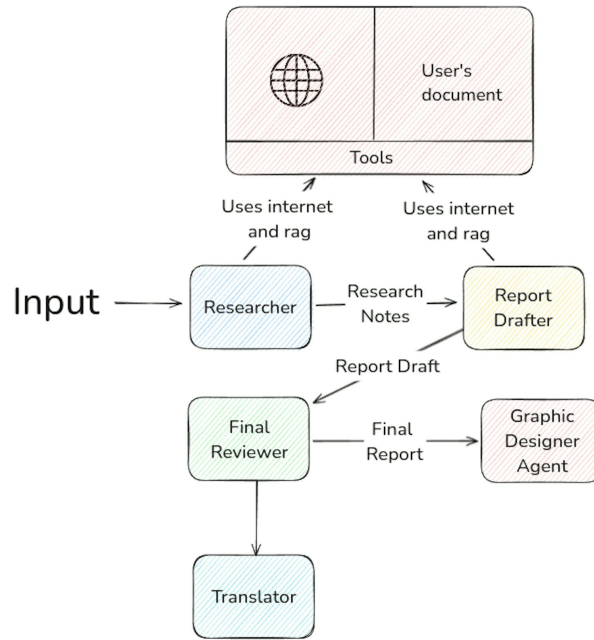 User's
document
Tools
Uses internet
and rag
Uses internet
and rag
Input
Researcher
Research
Notes
Report
Drafter
Report Draft
Final
Reviewer
Final
Report
Graphic
Designer
Agent
Translator